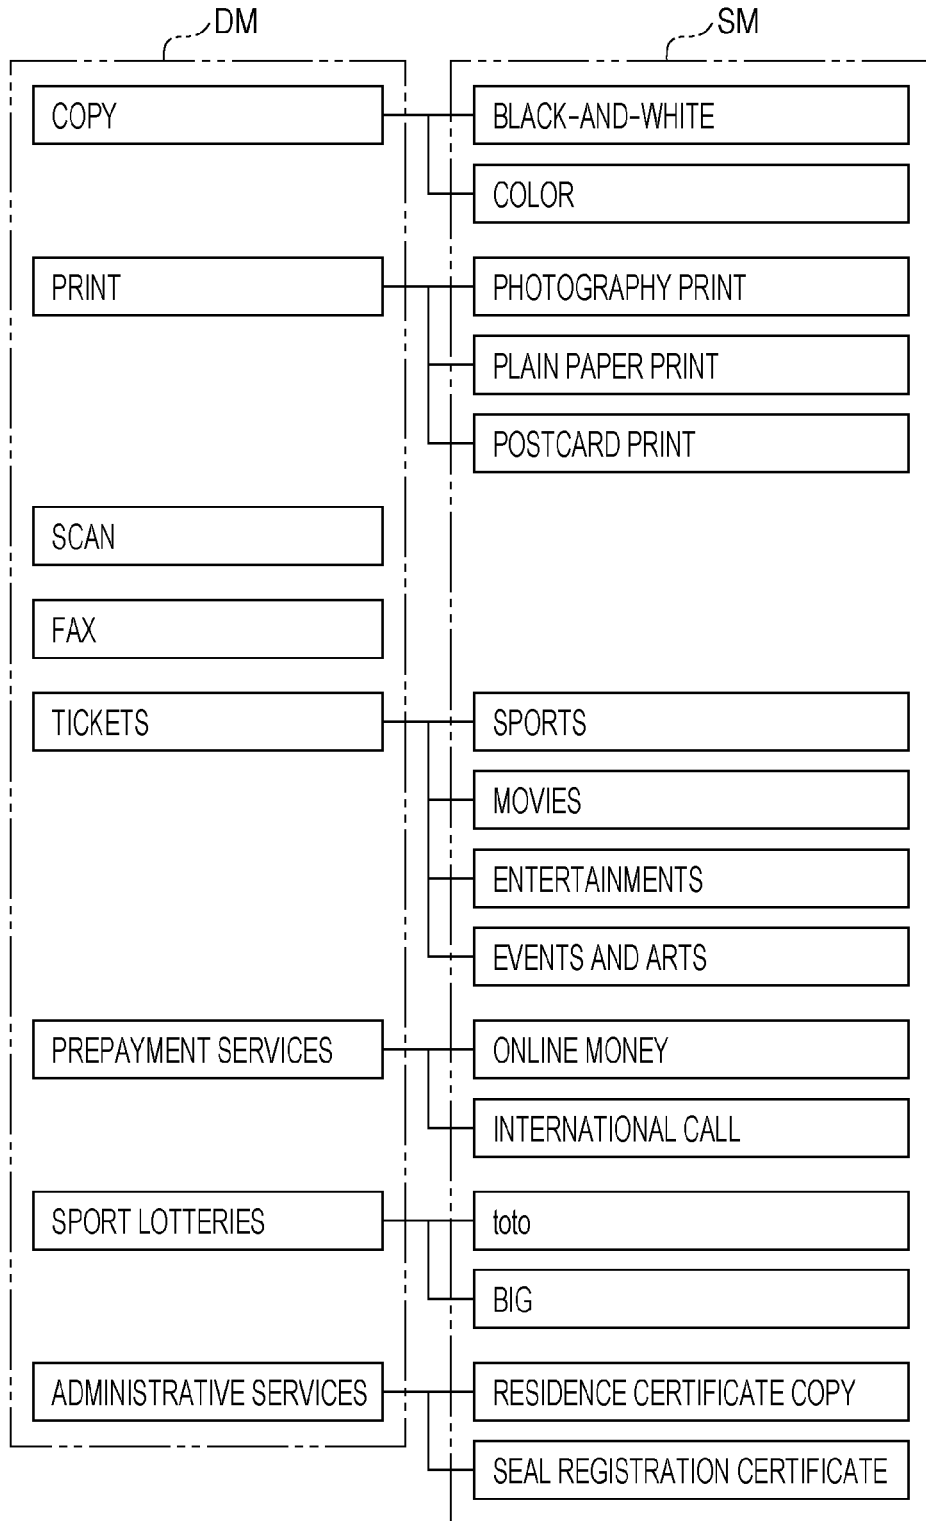 DM
SM
COPY
BLACK-AND-WHITE
COLOR
PRINT
PHOTOGRAPHY PRINT
PLAIN PAPER PRINT
POSTCARD PRINT
SCAN
FAX
TICKETS
SPORTS
MOVIES
ENTERTAINMENTS
EVENTS AND ARTS
PREPAYMENT SERVICES
ONLINE MONEY
INTERNATIONAL CALL
SPORT LOTTERIES
toto
BIG
ADMINISTRATIVE SERVICES
RESIDENCE CERTIFICATE COPY
SEAL REGISTRATION CERTIFICATE